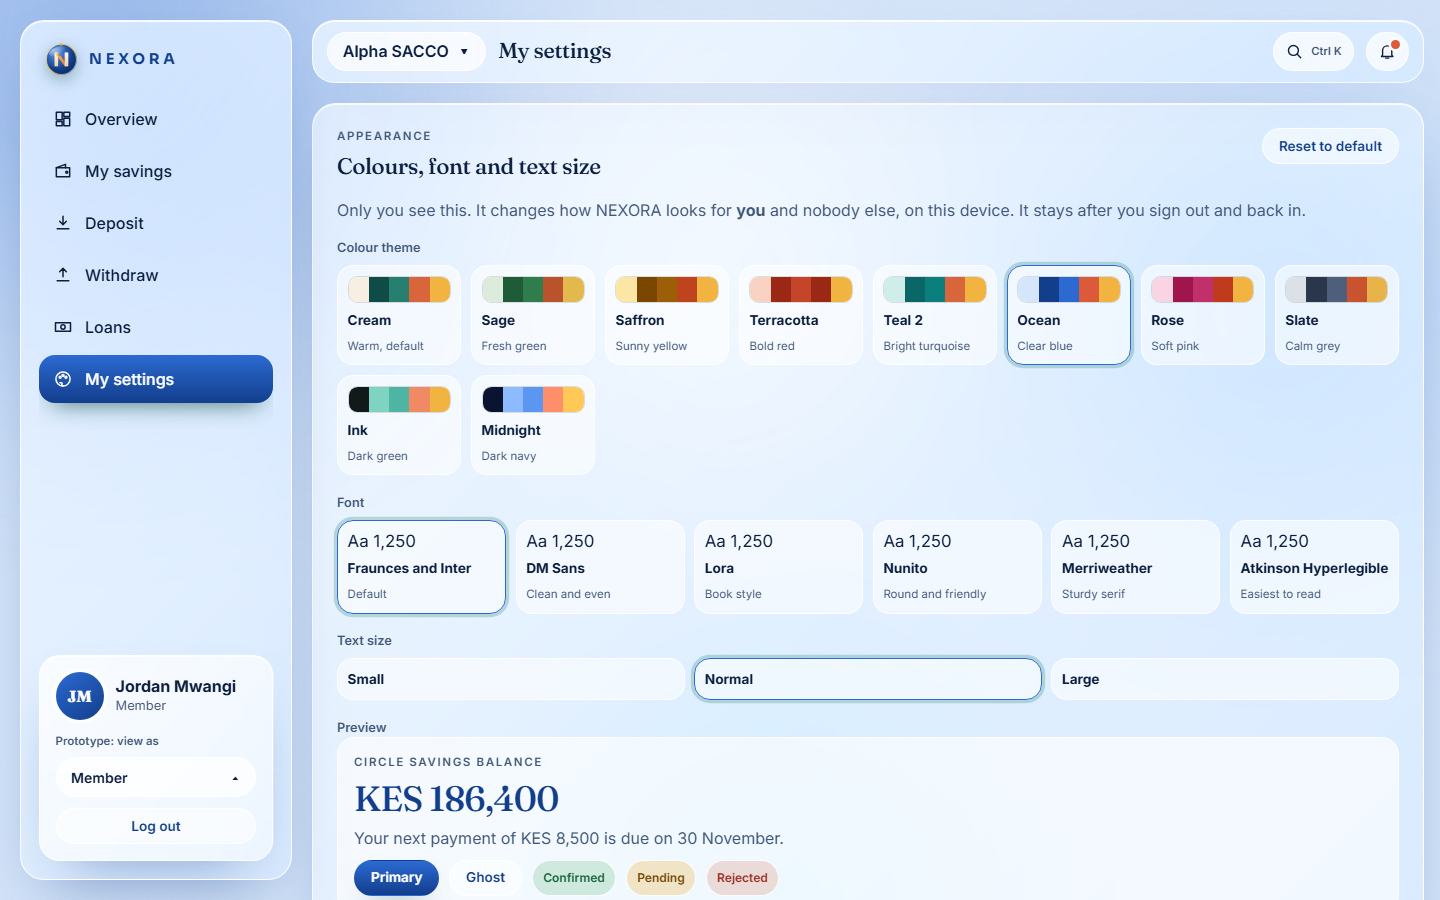 N NEXORA
Overview
My savings
Deposit
Withdraw
Loans
My settings
JM
Jordan Mwangi
Member
Prototype: view as
Member
Log out
Alpha SACCO
My settings
Ctrl K
APPEARANCE
Colours, font and text size
Reset to default
Only you see this. It changes how NEXORA looks for you and nobody else, on this device. It stays after you sign out and back in.
Colour theme
Cream
Warm, default
Sage
Fresh green
Saffron
Sunny yellow
Terracotta
Bold red
Teal 2
Bright turquoise
Ocean
Clear blue
Rose
Soft pink
Slate
Calm grey
Ink
Dark green
Midnight
Dark navy
Font
Aa 1,250
Fraunces and Inter
Default
Aa 1,250
DM Sans
Clean and even
Aa 1,250
Lora
Book style
Aa 1,250
Nunito
Round and friendly
Aa 1,250
Merriweather
Sturdy serif
Aa 1,250
Atkinson Hyperlegible
Easiest to read
Text size
Small
Normal
Large
Preview
CIRCLE SAVINGS BALANCE
KES 186,400
Your next payment of KES 8,500 is due on 30 November.
Primary
Ghost
Confirmed
Pending
Rejected